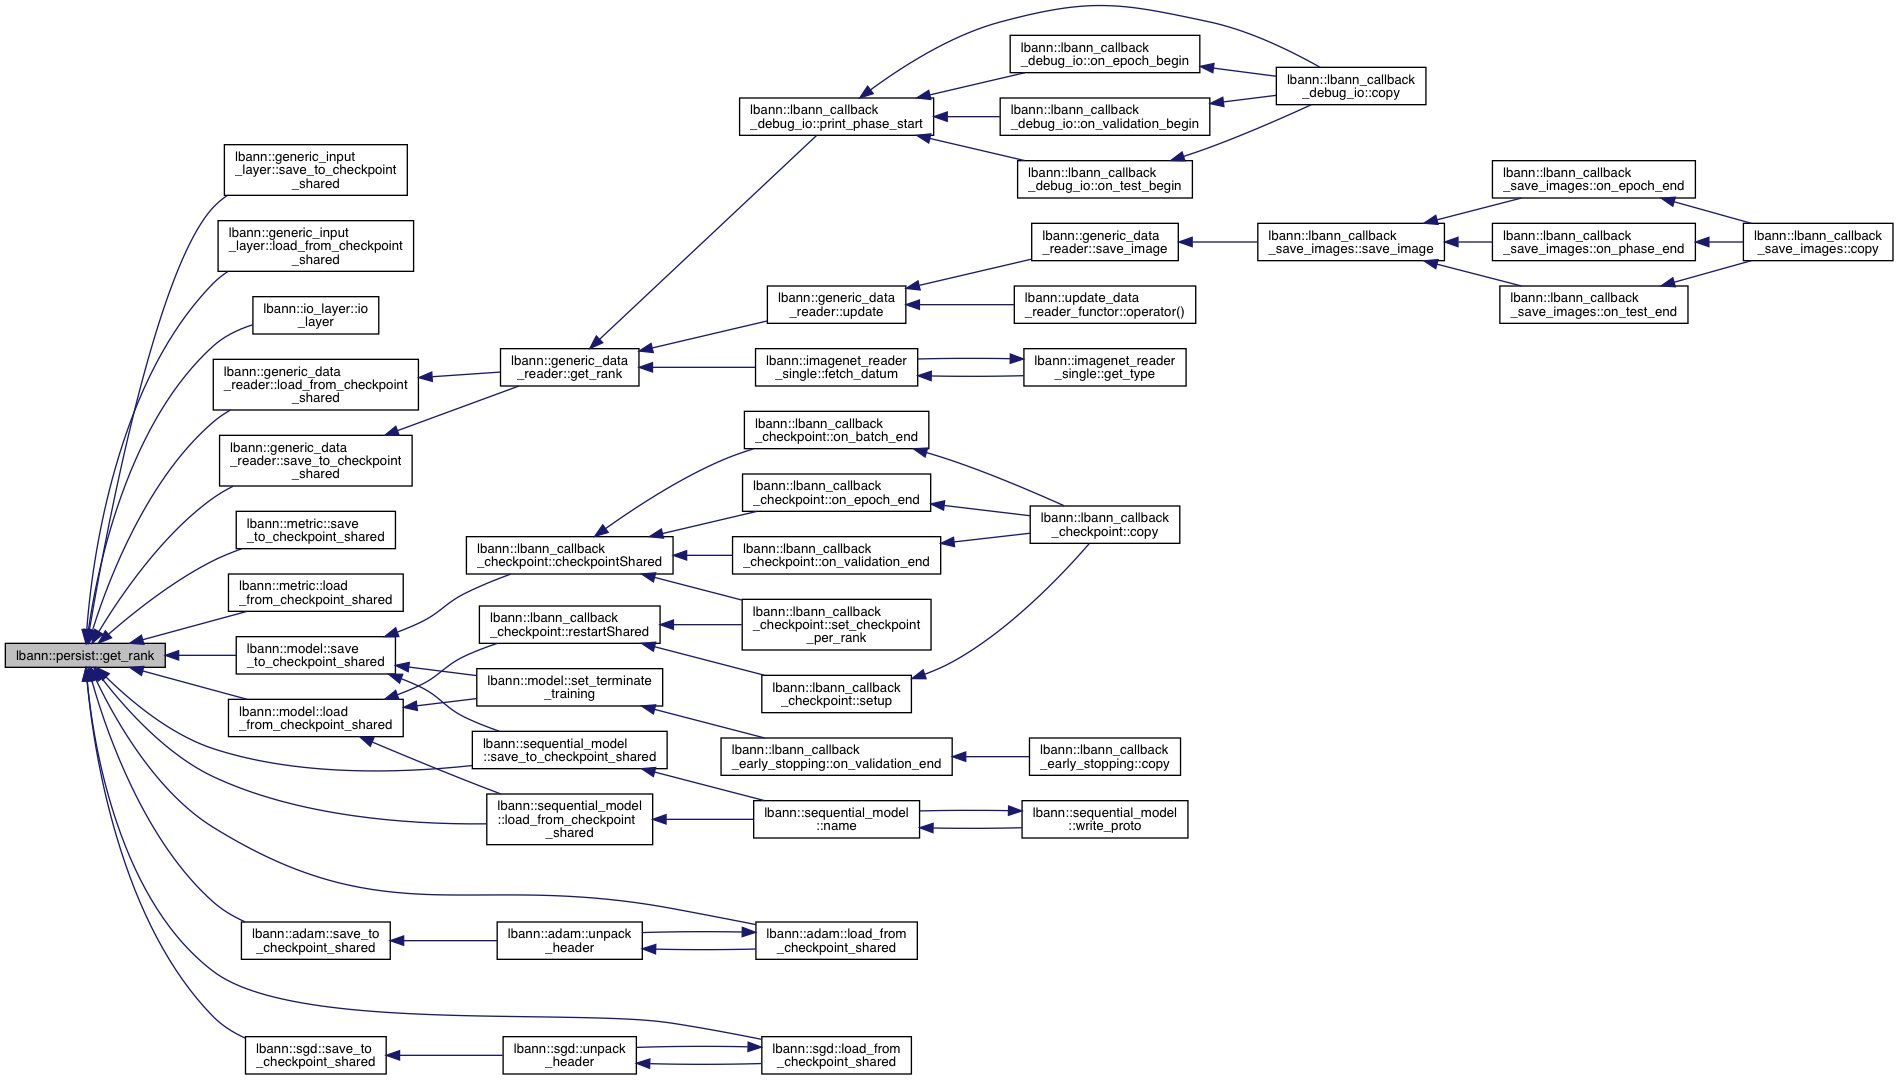 lbann::persist::get_rank
lbann::generic_input
_layer::save_to_checkpoint
_shared
lbann::generic_input
_layer::load_from_checkpoint
_shared
lbann::io_layer::io
_layer
lbann::generic_data
_reader::load_from_checkpoint
_shared
lbann::generic_data
_reader::save_to_checkpoint
_shared
lbann::metric::save
_to_checkpoint_shared
lbann::metric::load
_from_checkpoint_shared
lbann::model::save
_to_checkpoint_shared
lbann::model::load
_from_checkpoint_shared
lbann::adam::save_to
_checkpoint_shared
lbann::sgd::save_to
_checkpoint_shared
lbann::generic_data
_reader::get_rank
lbann::lbann_callback
_checkpoint::checkpointShared
lbann::lbann_callback
_checkpoint::restartShared
lbann::model::set_terminate
_training
lbann::sequential_model
::save_to_checkpoint_shared
lbann::sequential_model
::load_from_checkpoint
_shared
lbann::adam::unpack
_header
lbann::sgd::unpack
_header
lbann::lbann_callback
_debug_io::print_phase_start
lbann::generic_data
_reader::update
lbann::imagenet_reader
_single::fetch_datum
lbann::lbann_callback
_checkpoint::on_batch_end
lbann::lbann_callback
_checkpoint::on_epoch_end
lbann::lbann_callback
_checkpoint::on_validation_end
lbann::lbann_callback
_checkpoint::set_checkpoint
_per_rank
lbann::lbann_callback
_checkpoint::setup
lbann::lbann_callback
_early_stopping::on_validation_end
lbann::sequential_model
::name
lbann::adam::load_from
_checkpoint_shared
lbann::sgd::load_from
_checkpoint_shared
lbann::lbann_callback
_debug_io::on_epoch_begin
lbann::lbann_callback
_debug_io::on_validation_begin
lbann::lbann_callback
_debug_io::on_test_begin
lbann::generic_data
_reader::save_image
lbann::update_data
_reader_functor::operator()
lbann::imagenet_reader
_single::get_type
lbann::lbann_callback
_checkpoint::copy
lbann::lbann_callback
_early_stopping::copy
lbann::sequential_model
::write_proto
lbann::lbann_callback
_debug_io::copy
lbann::lbann_callback
_save_images::save_image
lbann::lbann_callback
_save_images::on_epoch_end
lbann::lbann_callback
_save_images::on_phase_end
lbann::lbann_callback
_save_images::on_test_end
lbann::lbann_callback
_save_images::copy